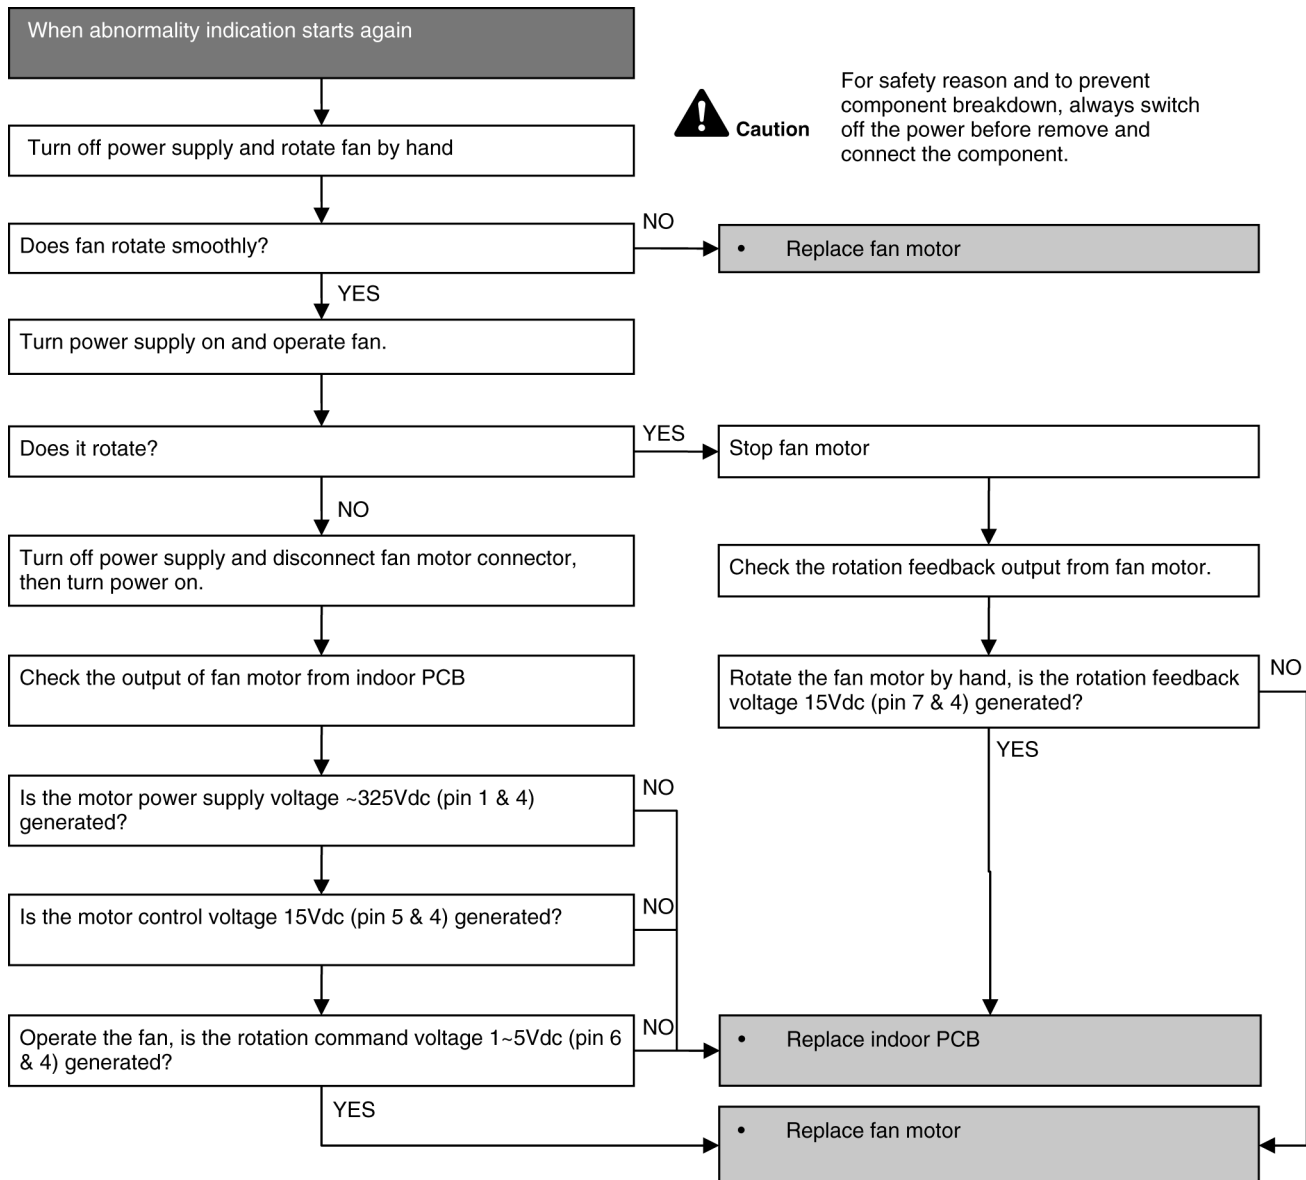 When abnormality indication starts again
Caution
For safety reason and to prevent
component breakdown, always switch
off the power before remove and
connect the component.
Turn off power supply and rotate fan by hand
Does fan rotate smoothly?
NO
• Replace fan motor
YES
Turn power supply on and operate fan.
Does it rotate?
YES
Stop fan motor
NO
Turn off power supply and disconnect fan motor connector,
then turn power on.
Check the rotation feedback output from fan motor.
Check the output of fan motor from indoor PCB
Rotate the fan motor by hand, is the rotation feedback
voltage 15Vdc (pin 7 & 4) generated?
NO
YES
Is the motor power supply voltage ~325Vdc (pin 1 & 4)
generated?
NO
Is the motor control voltage 15Vdc (pin 5 & 4) generated?
NO
Operate the fan, is the rotation command voltage 1~5Vdc (pin 6
& 4) generated?
NO
• Replace indoor PCB
YES
• Replace fan motor